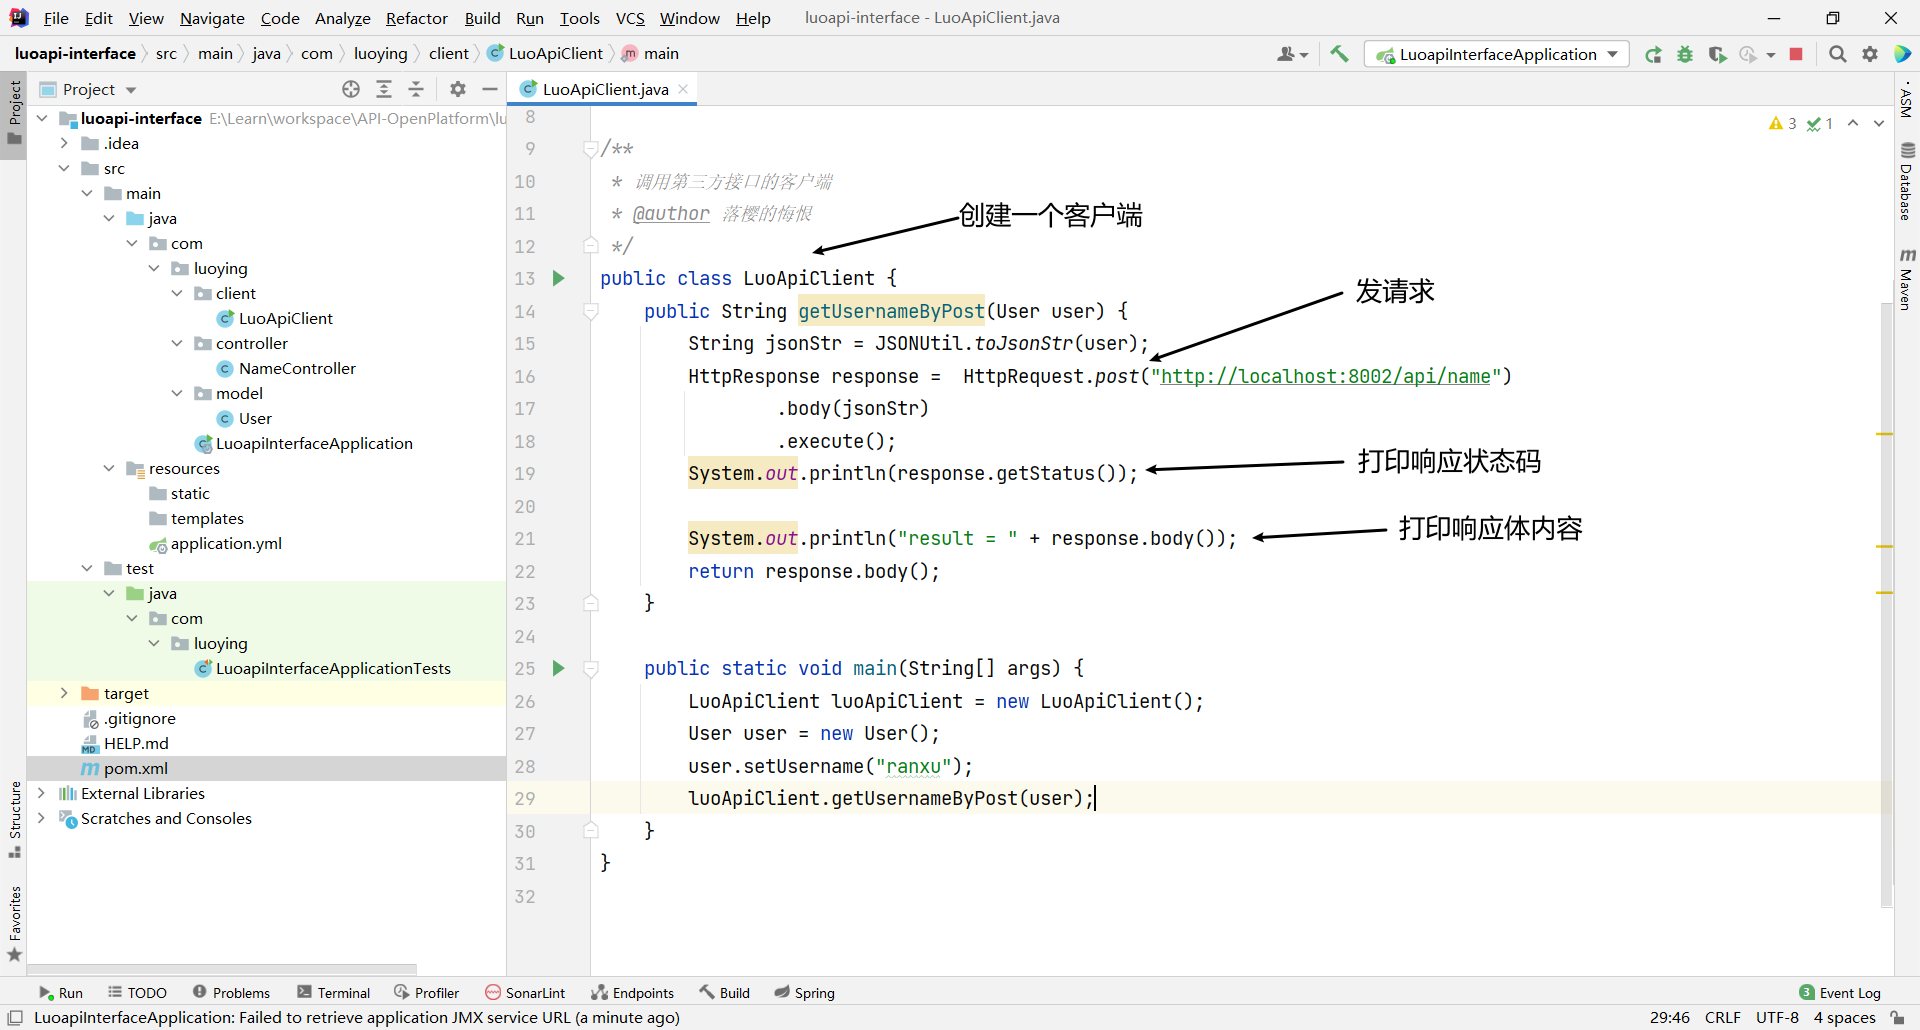 File Edit View Navigate Code Analyze Refactor Build Run Tools VCS Window Help luoapi-interface - LuoApiClient.java
luoapi-interface src main java com luoying client LuoApiClient main
LuoapiInterfaceApplication
Project
Project
LuoApiClient.java
luoapi-interface E:\Learn\workspace\API-OpenPlatform\lu
.idea
src
main
java
com
luoying
client
LuoApiClient
controller
NameController
model
User
LuoapiInterfaceApplication
resources
static
templates
application.yml
test
java
com
luoying
LuoapiInterfaceApplicationTests
target
.gitignore
HELP.md
pom.xml
External Libraries
Scratches and Consoles
Structure
Favorites
3 1
8
9 /**
10 * 调用第三方接口的客户端
11 * @author 落樱的悔恨
12 */
13 public class LuoApiClient {
14 public String getUsernameByPost(User user) {
15 String jsonStr = JSONUtil.toJsonStr(user);
16 HttpResponse response = HttpRequest.post("http://localhost:8002/api/name")
17 .body(jsonStr)
18 .execute();
19 System.out.println(response.getStatus());
20
21 System.out.println("result = " + response.body());
22 return response.body();
23 }
24
25 public static void main(String[] args) {
26 LuoApiClient luoApiClient = new LuoApiClient();
27 User user = new User();
28 user.setUsername("ranxu");
29 luoApiClient.getUsernameByPost(user);
30 }
31 }
32
创建一个客户端
发请求
打印响应状态码
打印响应体内容
ASM
Database
Maven
Run TODO Problems Terminal Profiler SonarLint Endpoints Build Spring 3 Event Log
LuoapiInterfaceApplication: Failed to retrieve application JMX service URL (a minute ago) 29:46 CRLF UTF-8 4 spaces